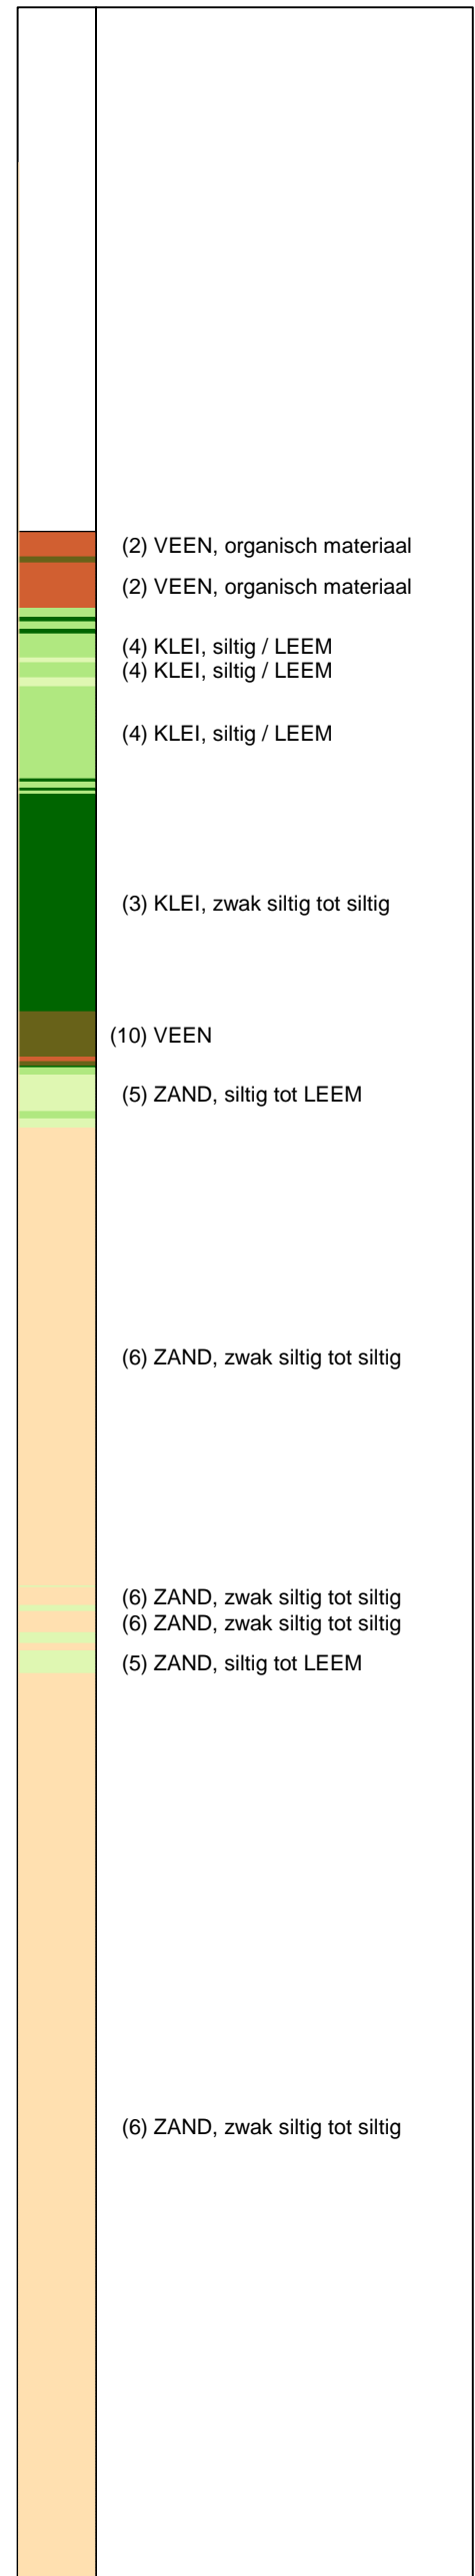 (2) VEEN, organisch materiaal
(2) VEEN, organisch materiaal
(4) KLEI, siltig / LEEM
(4) KLEI, siltig / LEEM
(4) KLEI, siltig / LEEM
(3) KLEI, zwak siltig tot siltig
(10) VEEN
(5) ZAND, siltig tot LEEM
(6) ZAND, zwak siltig tot siltig
(6) ZAND, zwak siltig tot siltig
(6) ZAND, zwak siltig tot siltig
(5) ZAND, siltig tot LEEM
(6) ZAND, zwak siltig tot siltig